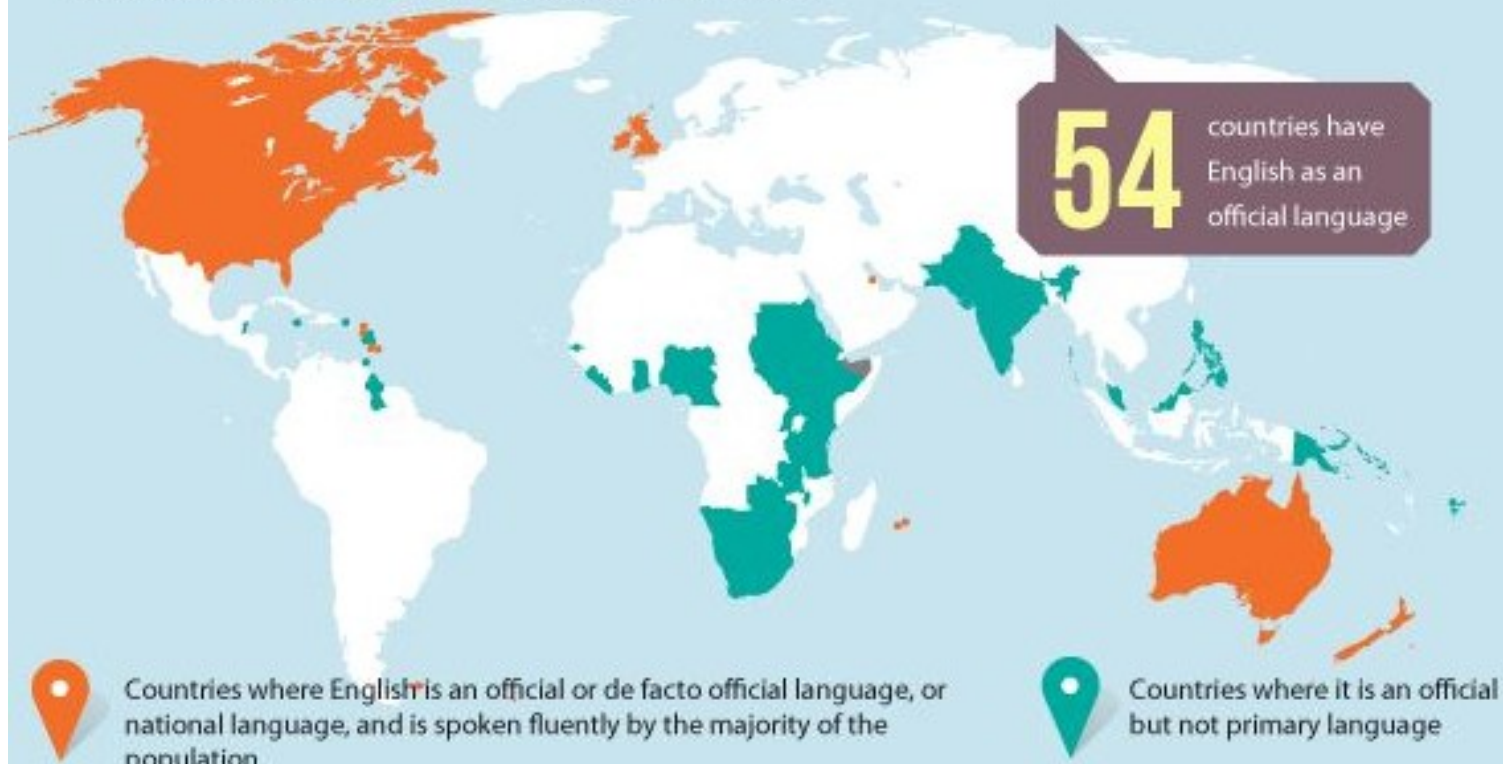 54
countries have
English as an
official language
Countries where English is an official or de facto official language, or
national language, and is spoken fluently by the majority of the
population
Countries where it is an official
but not primary language